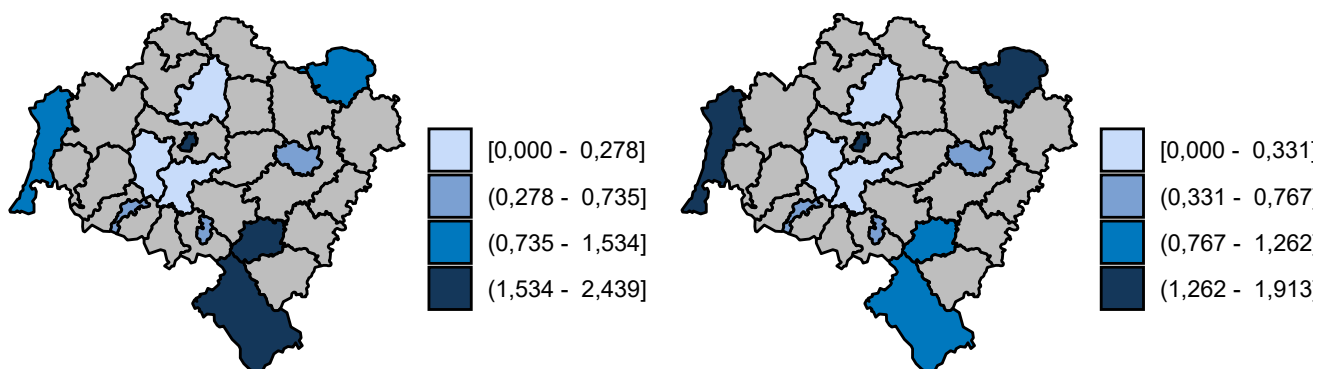 [0,000 - 0,278]
(0,278 - 0,735]
(0,735 - 1,534]
(1,534 - 2,439]
[0,000 - 0,331]
(0,331 - 0,767]
(0,767 - 1,262]
(1,262 - 1,913]